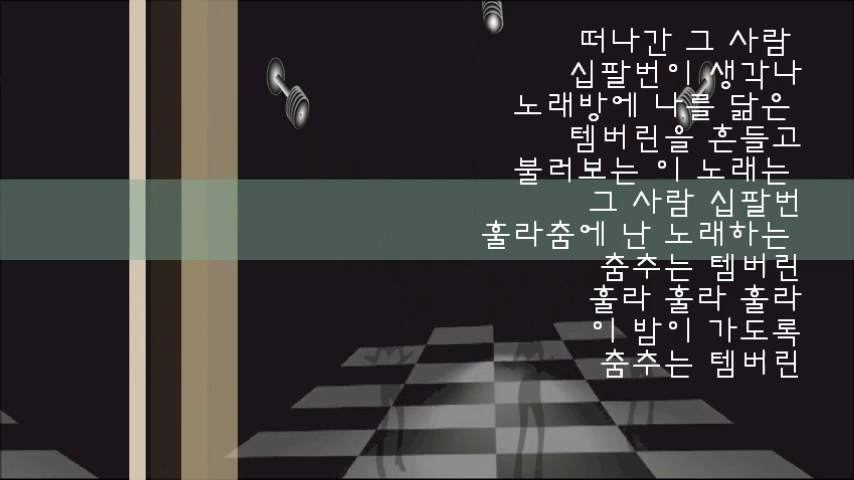 떠나간 그 사람
십팔번이 생각나
노래방에 나를 닮은
템버린을 흔들고
불러보는 이 노래는
그 사람 십팔번
훌라춤에 난 노래하는
춤추는 템버린
훌라 훌라 훌라
이 밤이 가도록
춤추는 템버린